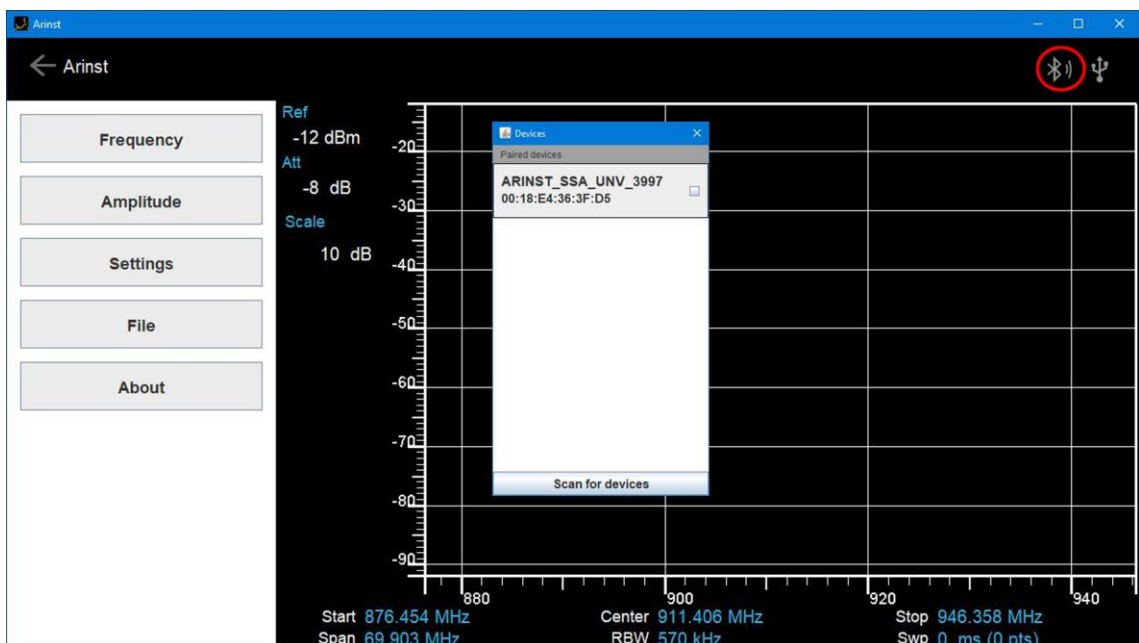 Arinst
Arinst
Frequency
Amplitude
Settings
File
About
Ref
-12 dBm
Att
-8 dB
Scale
10 dB
-20
-30
-40
-50
-60
-70
-80
-90
Devices
Paired devices
ARINST_SSA_UNV_3997
00:18:E4:36:3F:D5
Scan for devices
880 900 920 940
Start 876.454 MHz Center 911.406 MHz Stop 946.358 MHz
Span 69.903 MHz RBW 570 kHz Swp 0 ms (0 pts)